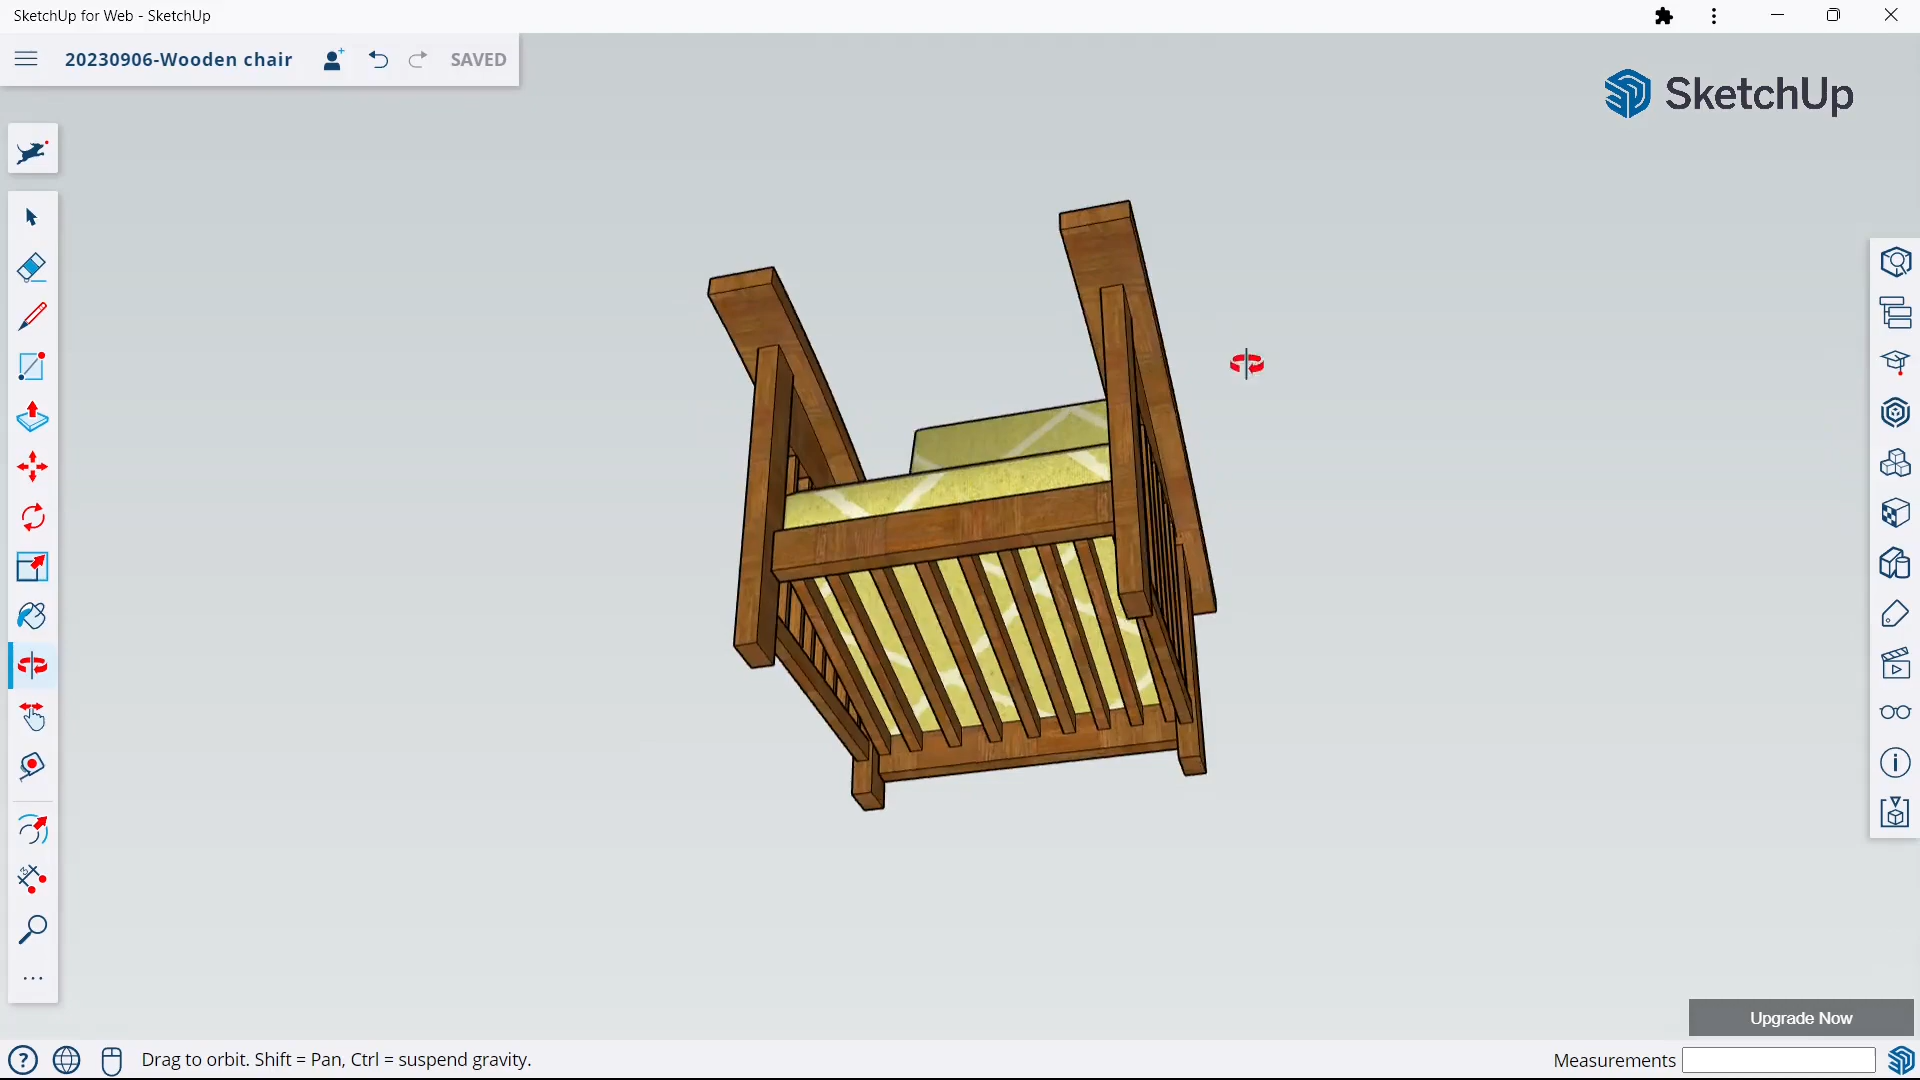 SketchUp for Web - SketchUp
20230906-Wooden chair
SAVED
SketchUp
Upgrade Now
Drag to orbit. Shift = Pan, Ctrl = suspend gravity.
Measurements